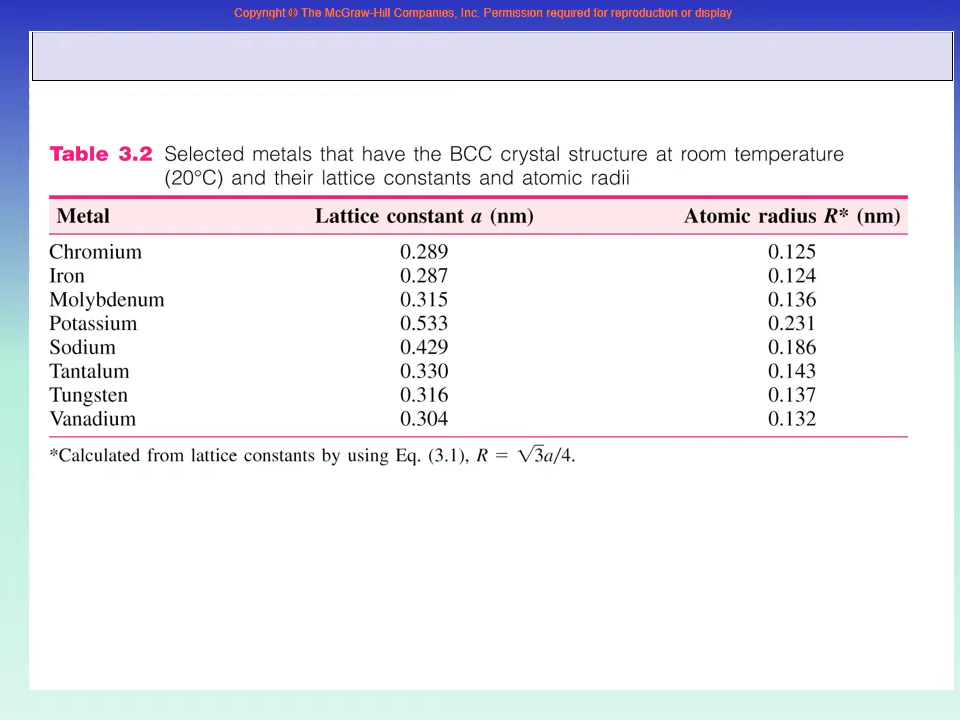 Copyright © The McGraw-Hill Companies, Inc. Permission required for reproduction or display
Table 3.2 Selected metals that have the BCC crystal structure at room temperature
(20°C) and their lattice constants and atomic radii
Metal Lattice constant a (nm) Atomic radius R* (nm)
Chromium 0.289 0.125
Iron 0.287 0.124
Molybdenum 0.315 0.136
Potassium 0.533 0.231
Sodium 0.429 0.186
Tantalum 0.330 0.143
Tungsten 0.316 0.137
Vanadium 0.304 0.132
*Calculated from lattice constants by using Eq. (3.1), R = √3a/4.